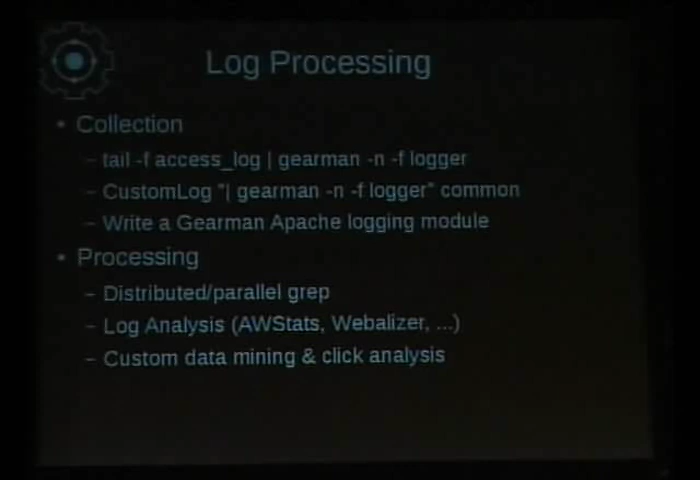 Log Processing
• Collection
– tail -f access_log | gearman -n -f logger
– CustomLog "| gearman -n -f logger" common
– Write a Gearman Apache logging module
• Processing
– Distributed/parallel grep
– Log Analysis (AWStats, Webalizer, ...)
– Custom data mining & click analysis